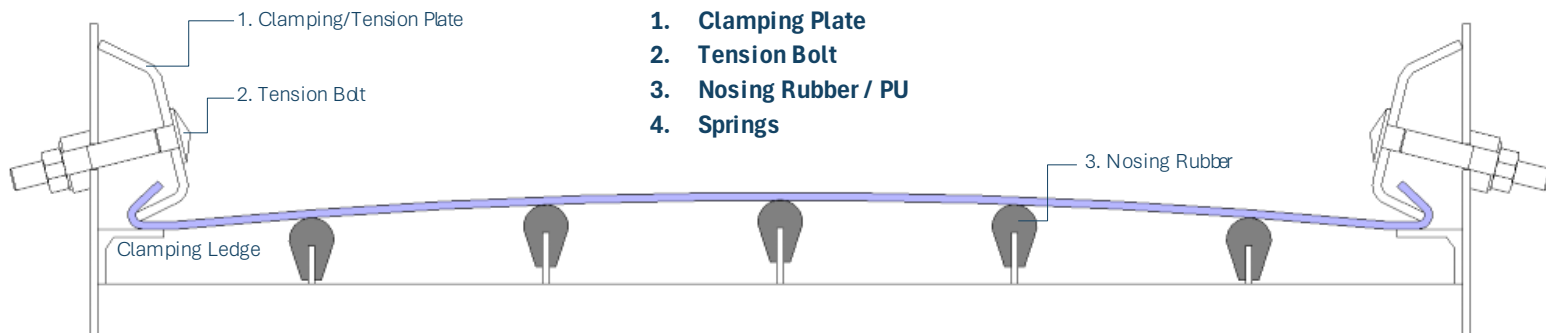 1. Clamping/Tension Plate
1. Clamping Plate
2. Tension Bolt
3. Nosing Rubber / PU
4. Springs
2. Tension Bolt
3. Nosing Rubber
Clamping Ledge